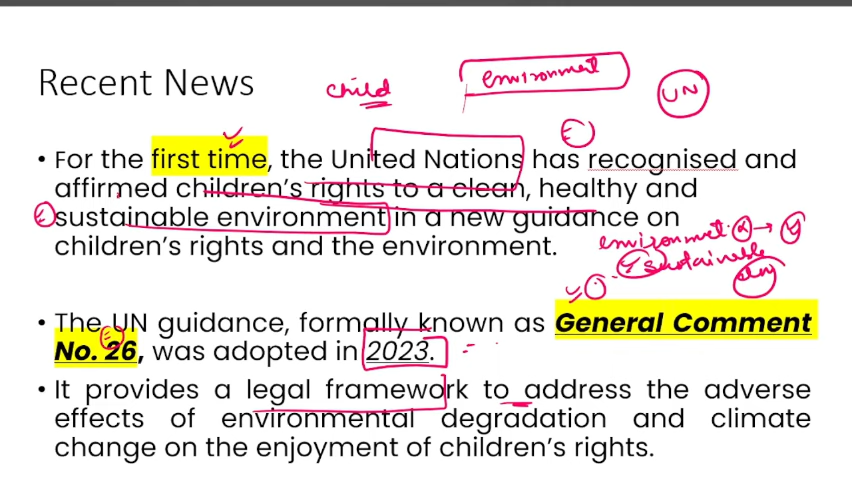 Recent News
child
environment
UN
E
• For the first time, the United Nations has recognised and
affirmed children's rights to a clean, healthy and
E
sustainable environment in a new guidance on
children's rights and the environment.
environmet
sustainable
• The UN guidance, formally known as General Comment
No. 26, was adopted in 2023.
• It provides a legal framework to address the adverse
effects of environmental degradation and climate
change on the enjoyment of children's rights.